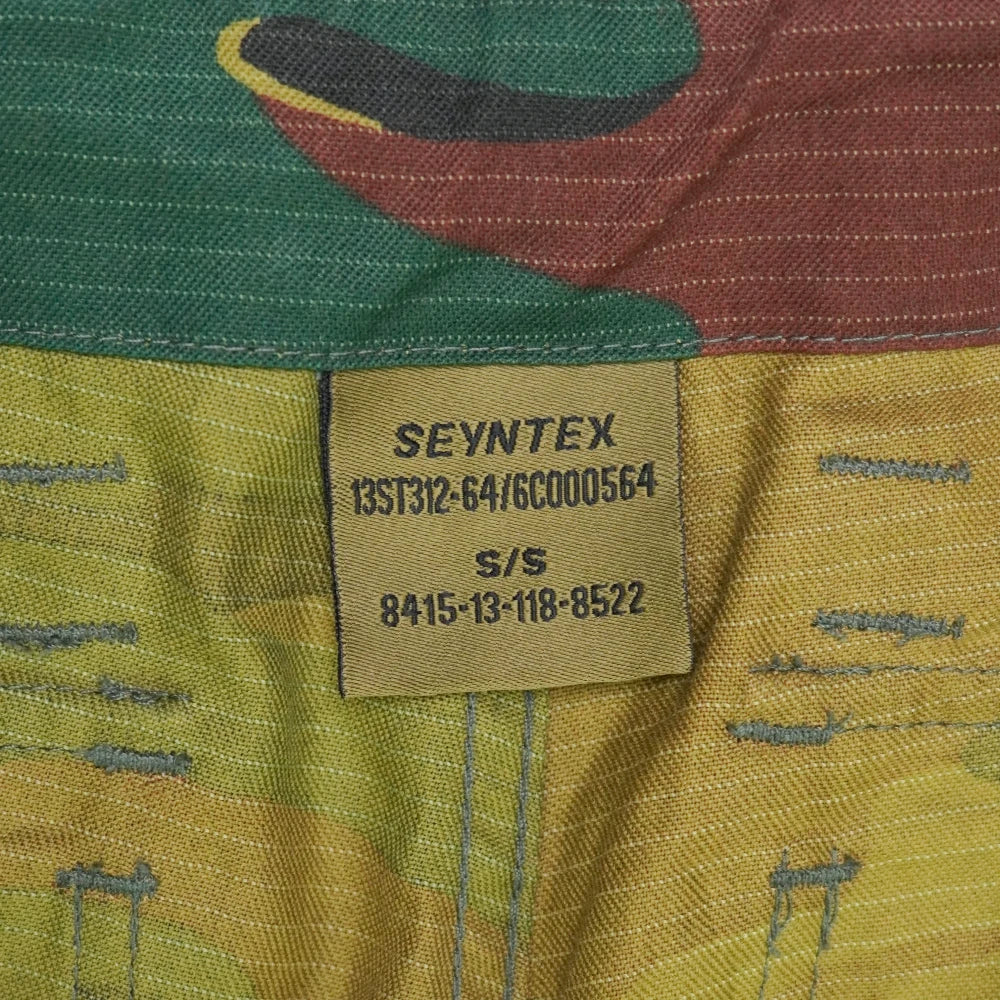 SEYNTEX
13ST312-64/6C000564
S/S
8415-13-118-8522